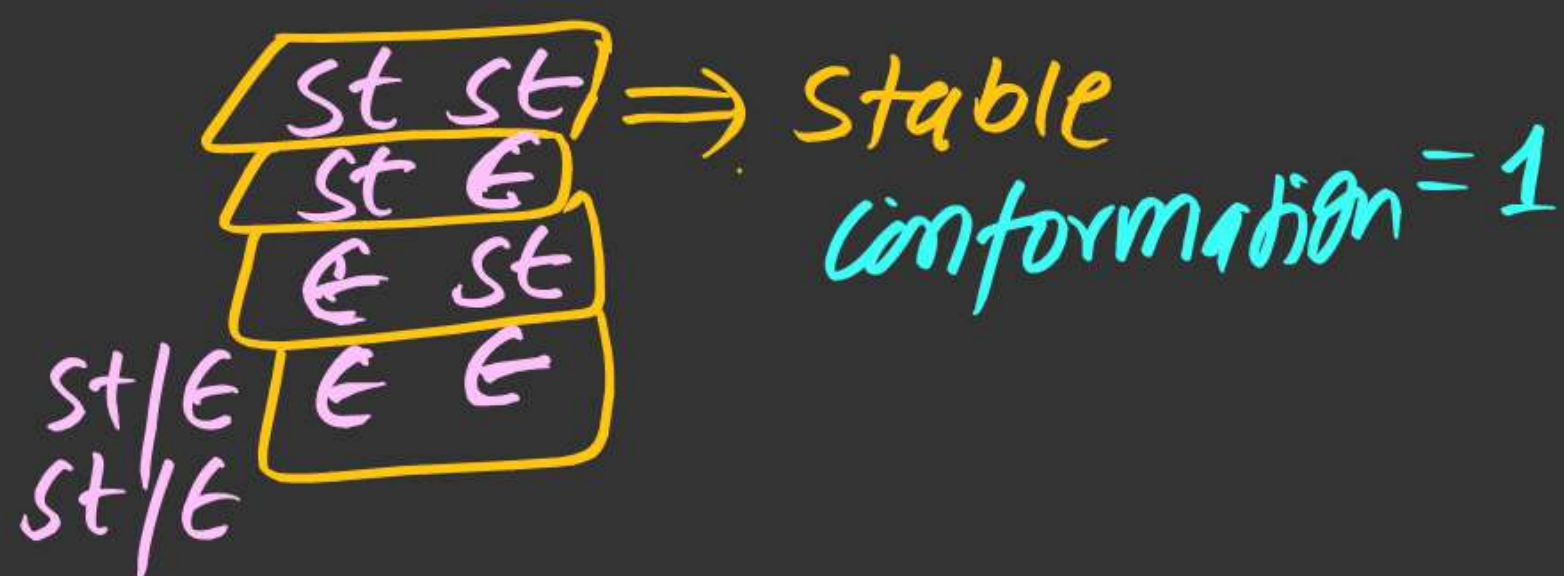 St St ⇒ Stable
conformation = 1
St E
E St
E E
St/E
St/E